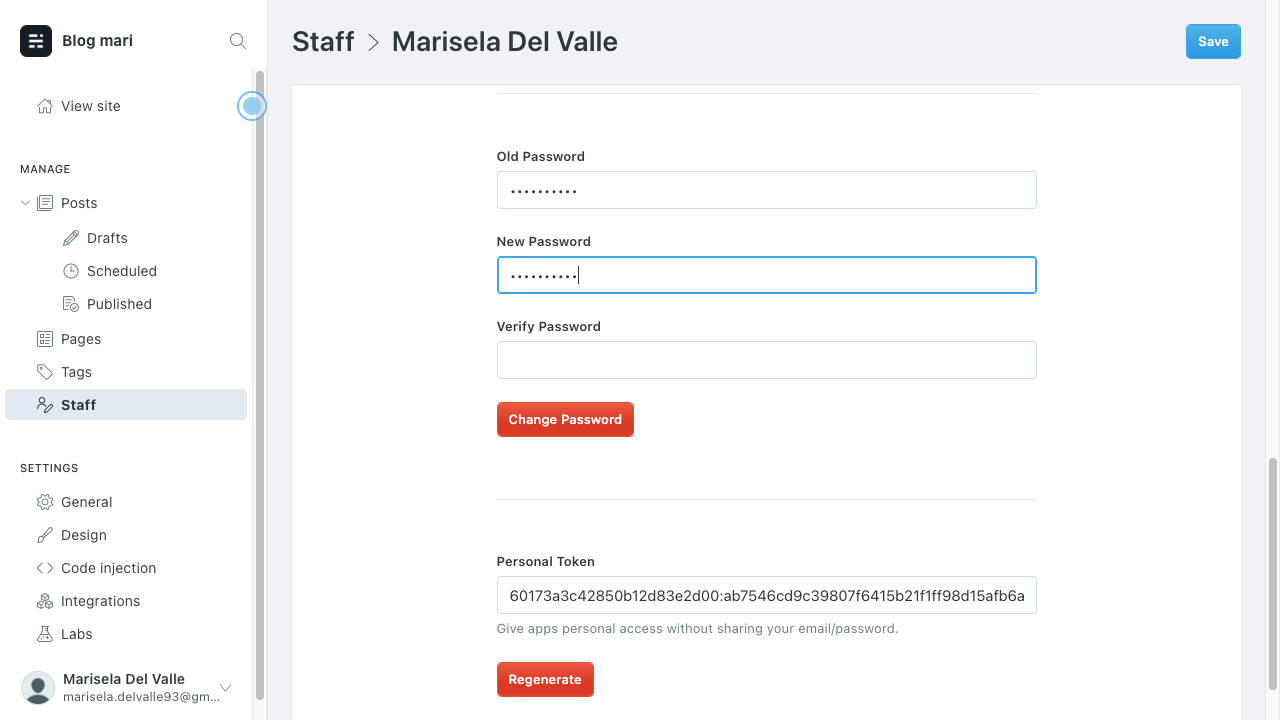 Blog mari
View site
MANAGE
Posts
Drafts
Scheduled
Published
Pages
Tags
Staff
SETTINGS
General
Design
Code injection
Integrations
Labs
Marisela Del Valle
marisela.delvalle93@gm...
Staff > Marisela Del Valle
Save
Old Password
••••••••••
New Password
••••••••••
Verify Password
Change Password
Personal Token
60173a3c42850b12d83e2d00:ab7546cd9c39807f6415b21f1ff98d15afb6a
Give apps personal access without sharing your email/password.
Regenerate